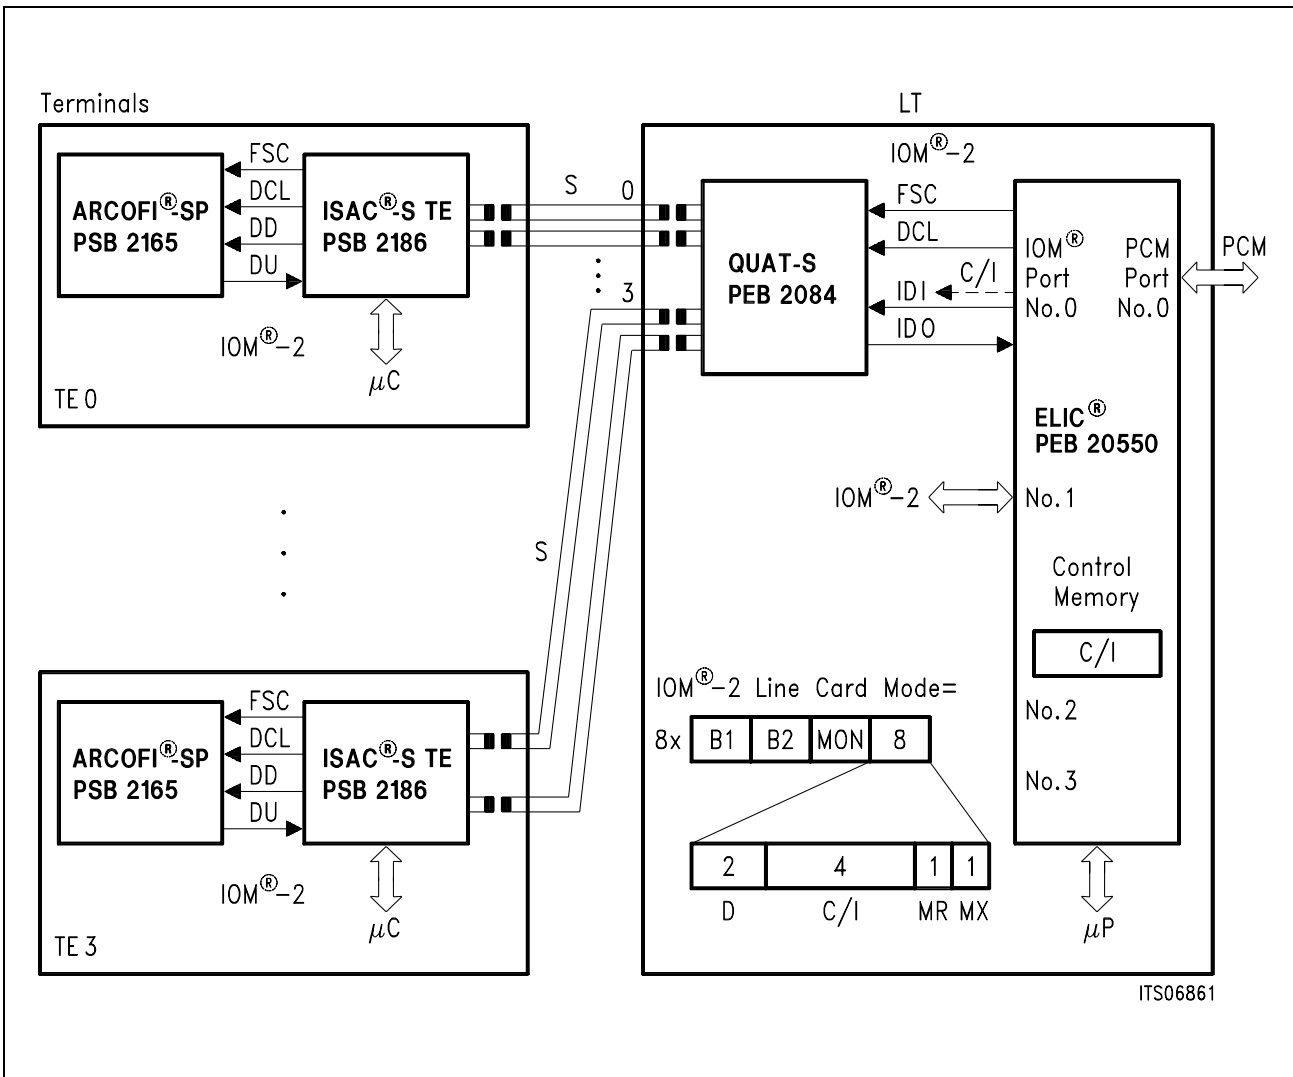 Terminals
ARCOFI®-SP
PSB 2165
FSC
DCL
DD
DU
ISAC®-S TE
PSB 2186
IOM®-2
μC
TE 0
S
0
3
S
ARCOFI®-SP
PSB 2165
FSC
DCL
DD
DU
ISAC®-S TE
PSB 2186
IOM®-2
μC
TE 3
LT
IOM®-2
QUAT-S
PEB 2084
FSC
DCL
C/I
IDI
IDO
IOM®
Port
No.0
PCM
Port
No.0
PCM
ELIC®
PEB 20550
IOM®-2
No.1
Control
Memory
C/I
No.2
No.3
IOM®-2 Line Card Mode=
8x B1 B2 MON 8
2 4 1 1
D C/I MR MX
μP
ITS06861